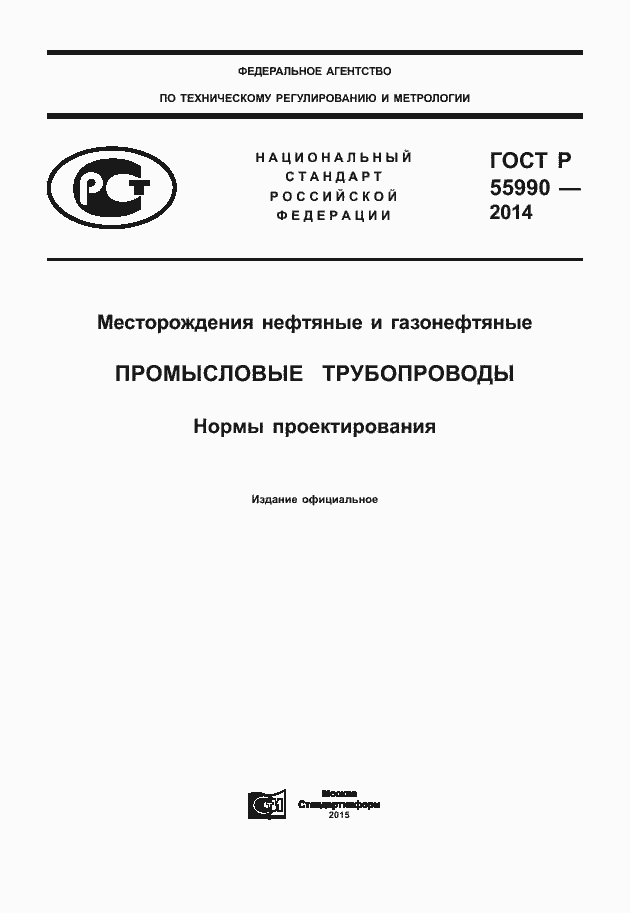 ФЕДЕРАЛЬНОЕ АГЕНТСТВО
ПО ТЕХНИЧЕСКОМУ РЕГУЛИРОВАНИЮ И МЕТРОЛОГИИ
РСТ
НАЦИОНАЛЬНЫЙ
СТАНДАРТ
РОССИЙСКОЙ
ФЕДЕРАЦИИ
ГОСТ Р
55990 —
2014
Месторождения нефтяные и газонефтяные
ПРОМЫСЛОВЫЕ ТРУБОПРОВОДЫ
Нормы проектирования
Издание официальное
Москва
Стандартинформ
2015